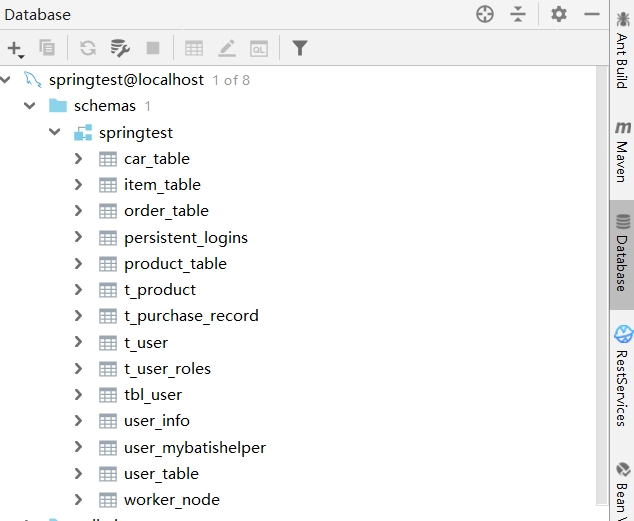 Database
springtest@localhost 1 of 8
schemas 1
springtest
car_table
item_table
order_table
persistent_logins
product_table
t_product
t_purchase_record
t_user
t_user_roles
tbl_user
user_info
user_mybatishelper
user_table
worker_node
Ant Build
m
Maven
Database
RestServices
Bean
QL